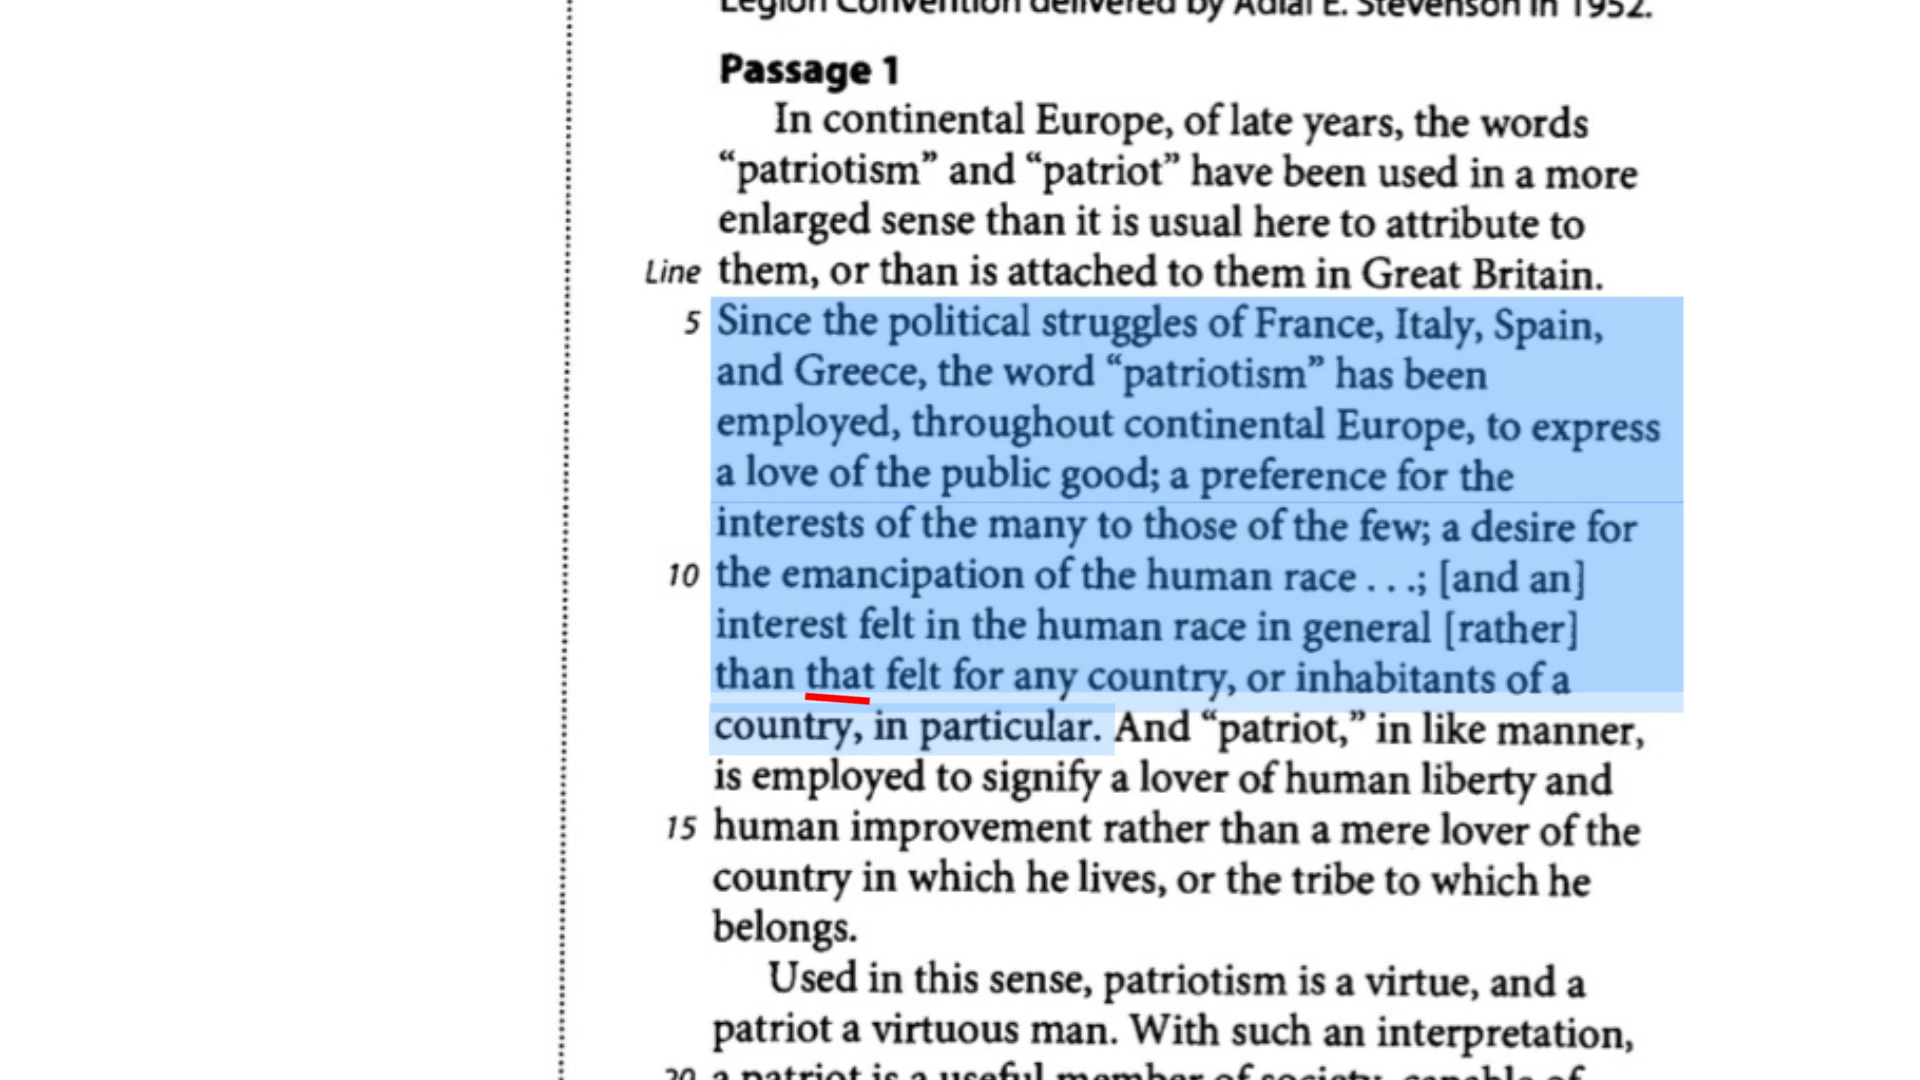 Legion Convention delivered by Adlai E. Stevenson in 1952.
Passage 1
In continental Europe, of late years, the words
“patriotism” and “patriot” have been used in a more
enlarged sense than it is usual here to attribute to
Line them, or than is attached to them in Great Britain.
5 Since the political struggles of France, Italy, Spain,
and Greece, the word “patriotism” has been
employed, throughout continental Europe, to express
a love of the public good; a preference for the
interests of the many to those of the few; a desire for
10 the emancipation of the human race . . .; [and an]
interest felt in the human race in general [rather]
than that felt for any country, or inhabitants of a
country, in particular. And “patriot,” in like manner,
is employed to signify a lover of human liberty and
15 human improvement rather than a mere lover of the
country in which he lives, or the tribe to which he
belongs.
Used in this sense, patriotism is a virtue, and a
patriot a virtuous man. With such an interpretation,
20 a patriot is a useful member of society, capable of